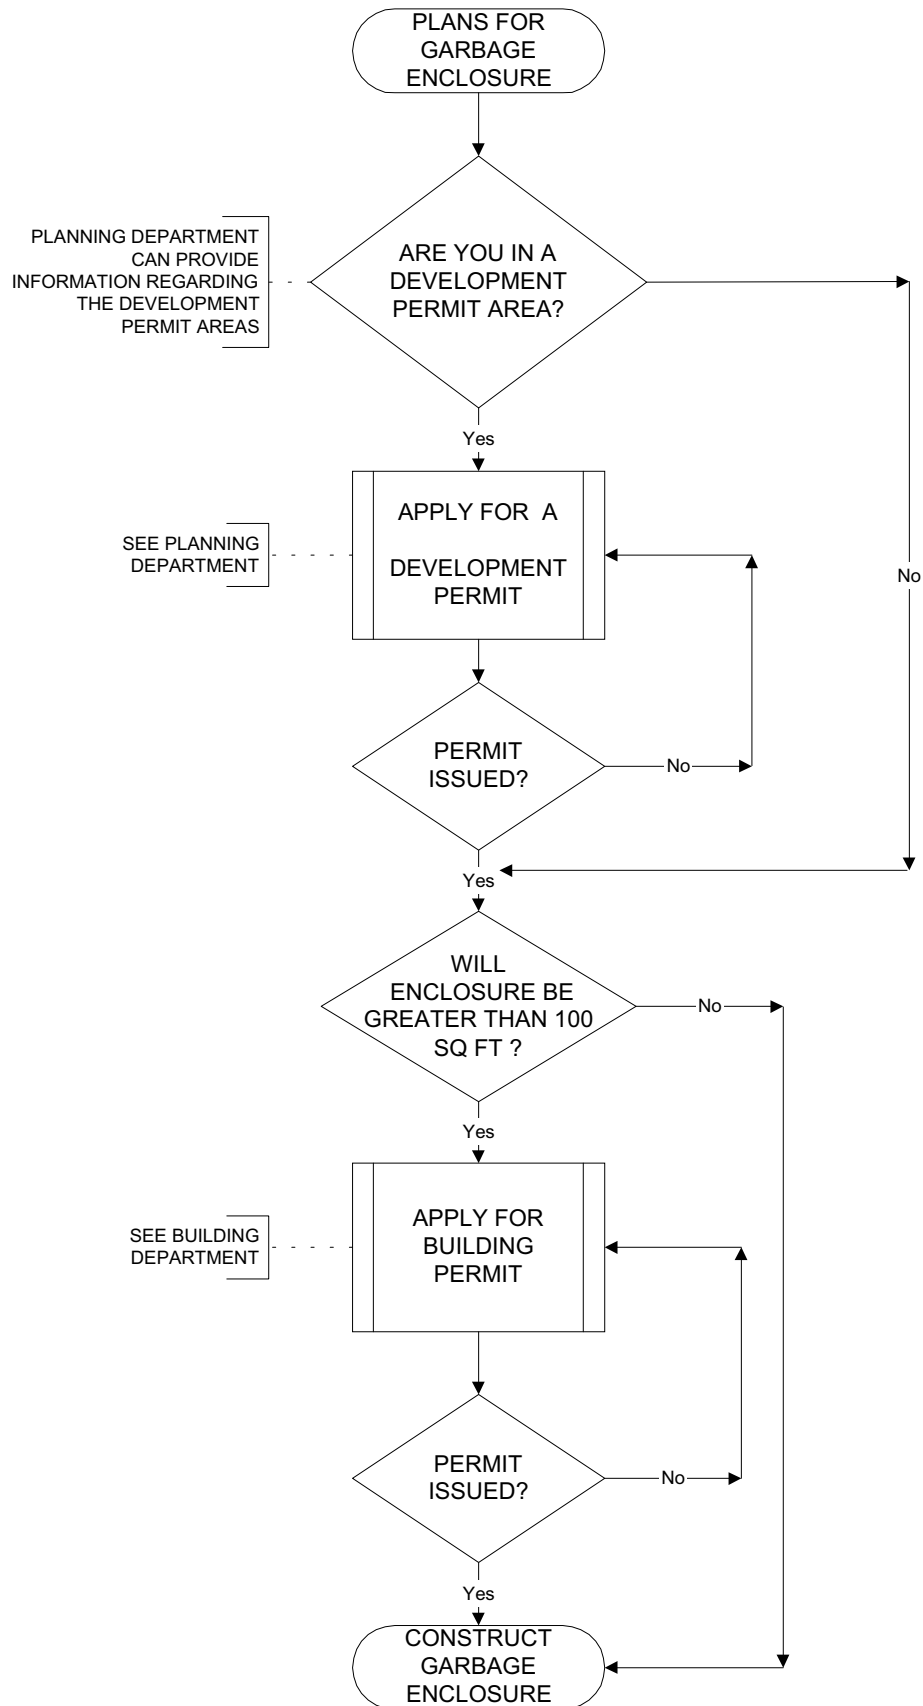 PLANS FOR
GARBAGE
ENCLOSURE
PLANNING DEPARTMENT
CAN PROVIDE
INFORMATION REGARDING
THE DEVELOPMENT
PERMIT AREAS
ARE YOU IN A
DEVELOPMENT
PERMIT AREA?
Yes
No
SEE PLANNING
DEPARTMENT
APPLY FOR A
DEVELOPMENT
PERMIT
PERMIT
ISSUED?
No
Yes
WILL
ENCLOSURE BE
GREATER THAN 100
SQ FT ?
No
Yes
SEE BUILDING
DEPARTMENT
APPLY FOR
BUILDING
PERMIT
PERMIT
ISSUED?
No
Yes
CONSTRUCT
GARBAGE
ENCLOSURE